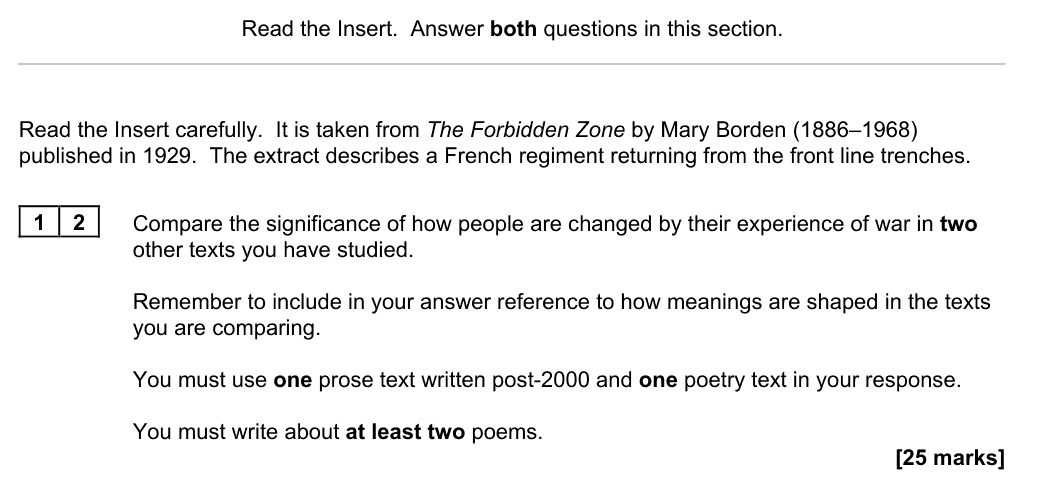 Read the Insert. Answer both questions in this section.
Read the Insert carefully. It is taken from The Forbidden Zone by Mary Borden (1886–1968)
published in 1929. The extract describes a French regiment returning from the front line trenches.
1 2 Compare the significance of how people are changed by their experience of war in two
other texts you have studied.
Remember to include in your answer reference to how meanings are shaped in the texts
you are comparing.
You must use one prose text written post-2000 and one poetry text in your response.
You must write about at least two poems.
[25 marks]